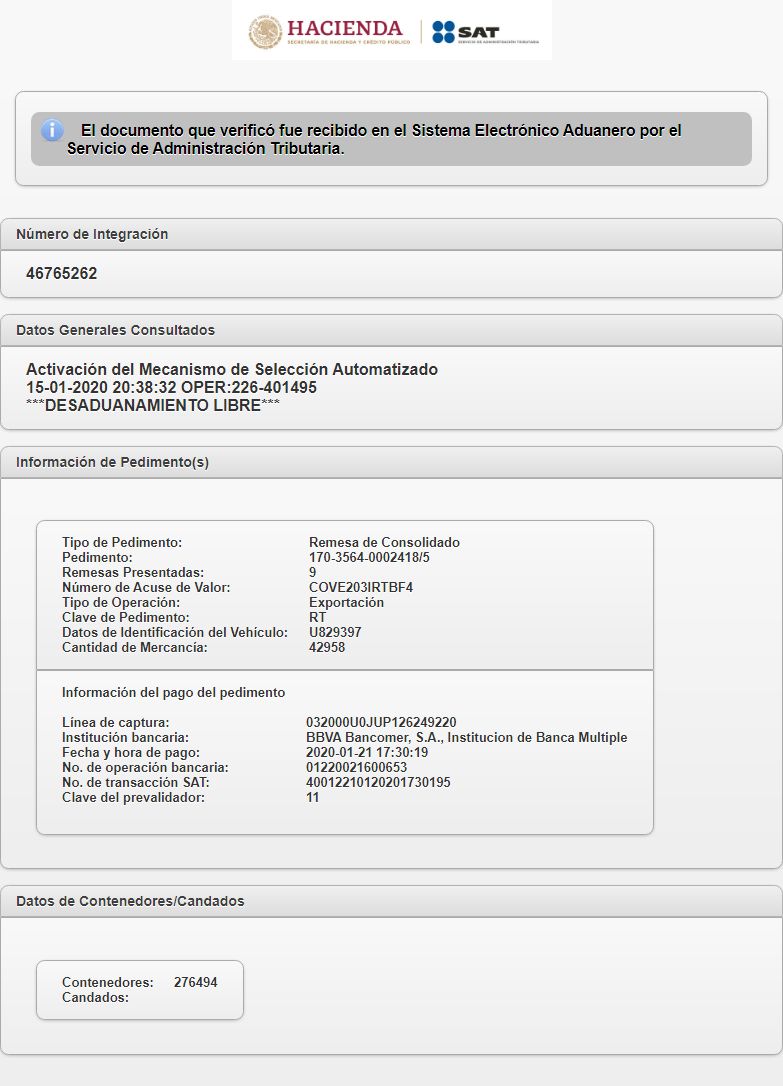 HACIENDA
SECRETARÍA DE HACIENDA Y CRÉDITO PÚBLICO
SAT
SERVICIO DE ADMINISTRACIÓN TRIBUTARIA
El documento que verificó fue recibido en el Sistema Electrónico Aduanero por el
Servicio de Administración Tributaria.
Número de Integración
46765262
Datos Generales Consultados
Activación del Mecanismo de Selección Automatizado
15-01-2020 20:38:32 OPER:226-401495
***DESADUANAMIENTO LIBRE***
Información de Pedimento(s)
Tipo de Pedimento: Remesa de Consolidado
Pedimento: 170-3564-0002418/5
Remesas Presentadas: 9
Número de Acuse de Valor: COVE203IRTBF4
Tipo de Operación: Exportación
Clave de Pedimento: RT
Datos de Identificación del Vehículo: U829397
Cantidad de Mercancía: 42958
Información del pago del pedimento
Línea de captura: 032000U0JUP126249220
Institución bancaria: BBVA Bancomer, S.A., Institucion de Banca Multiple
Fecha y hora de pago: 2020-01-21 17:30:19
No. de operación bancaria: 01220021600653
No. de transacción SAT: 40012210120201730195
Clave del prevalidador: 11
Datos de Contenedores/Candados
Contenedores: 276494
Candados: